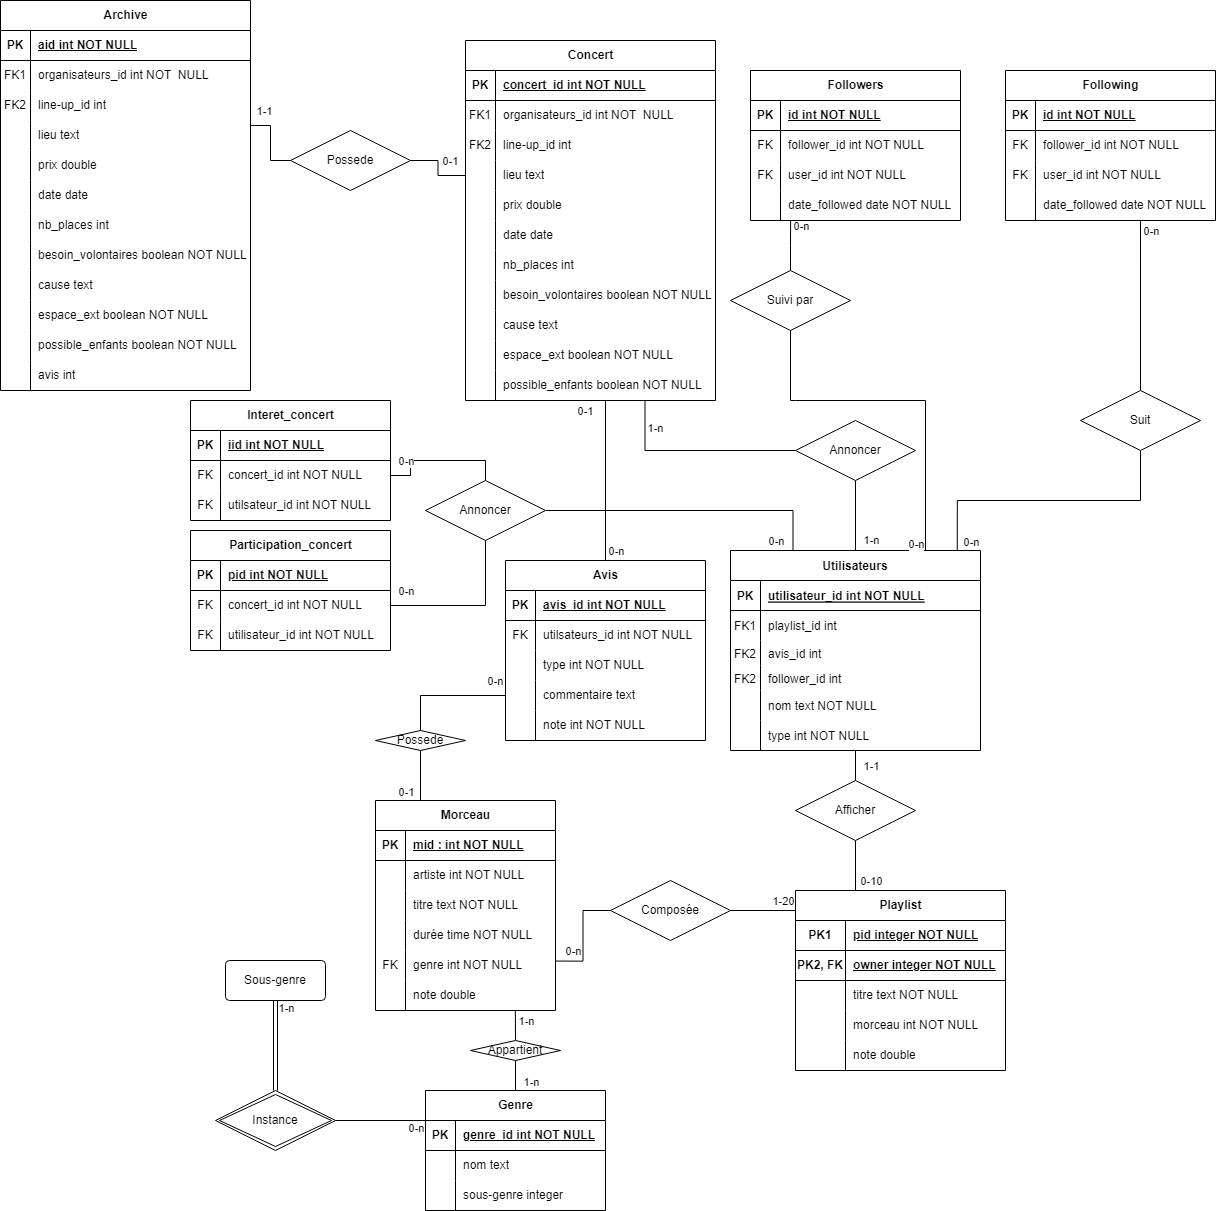 Archive
PK aid int NOT NULL
FK1 organisateurs_id int NOT  NULL
FK2 line-up_id int
lieu text
prix double
date date
nb_places int
besoin_volontaires boolean NOT NULL
cause text
espace_ext boolean NOT NULL
possible_enfants boolean NOT NULL
avis int
1-1
Possede
0-1
Concert
PK concert_id int NOT NULL
FK1 organisateurs_id int NOT  NULL
FK2 line-up_id int
lieu text
prix double
date date
nb_places int
besoin_volontaires boolean NOT NULL
cause text
espace_ext boolean NOT NULL
possible_enfants boolean NOT NULL
Followers
PK id int NOT NULL
FK follower_id int NOT NULL
FK user_id int NOT NULL
date_followed date NOT NULL
0-n
Suivi par
0-n
Following
PK id int NOT NULL
FK follower_id int NOT NULL
FK user_id int NOT NULL
date_followed date NOT NULL
0-n
Suit
0-n
Interet_concert
PK iid int NOT NULL
FK concert_id int NOT NULL
FK utilsateur_id int NOT NULL
0-n
Annoncer
0-n
Participation_concert
PK pid int NOT NULL
FK concert_id int NOT NULL
FK utilisateur_id int NOT NULL
0-n
0-1
0-n
1-n
Annoncer
1-n
Avis
PK avis_id int NOT NULL
FK utilsateurs_id int NOT NULL
type int NOT NULL
commentaire text
note int NOT NULL
0-n
Possede
0-1
Utilisateurs
PK utilisateur_id int NOT NULL
FK1 playlist_id int
FK2 avis_id int
FK2 follower_id int
nom text NOT NULL
type int NOT NULL
1-1
Afficher
0-10
Morceau
PK mid : int NOT NULL
artiste int NOT NULL
titre text NOT NULL
durée time NOT NULL
FK genre int NOT NULL
note double
0-n
Composée
1-20
Playlist
PK1 pid integer NOT NULL
PK2, FK owner integer NOT NULL
titre text NOT NULL
morceau int NOT NULL
note double
1-n
Appartient
1-n
Sous-genre
1-n
Instance
0-n
Genre
PK genre_id int NOT NULL
nom text
sous-genre integer